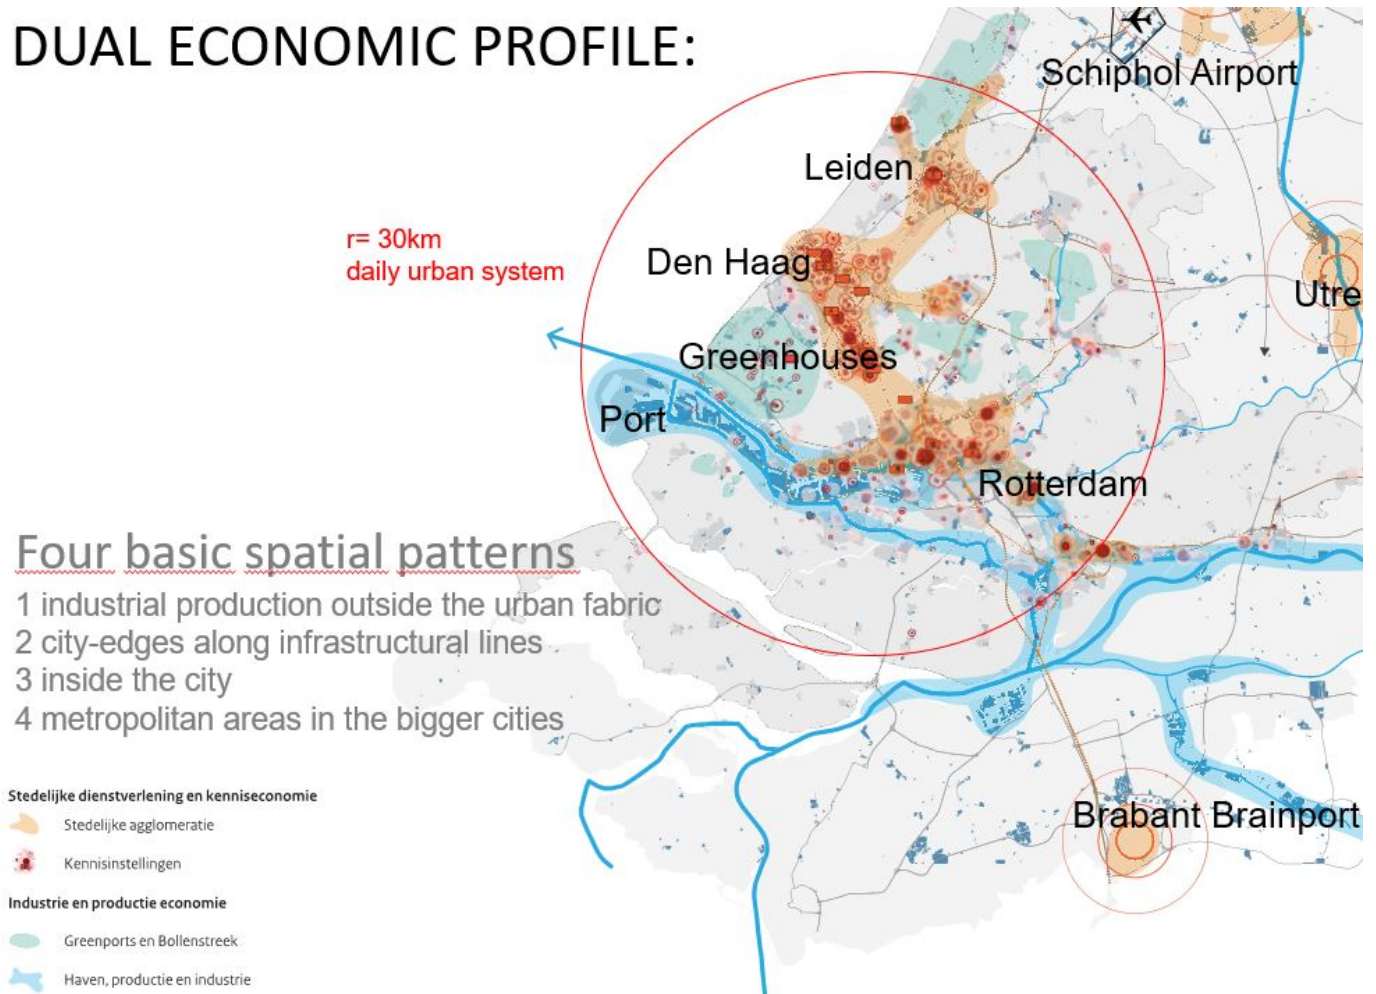 DUAL ECONOMIC PROFILE:
Schiphol Airport
Leiden
r= 30km
daily urban system
Den Haag
Utre
Greenhouses
Port
Rotterdam
Four basic spatial patterns
1 industrial production outside the urban fabric
2 city-edges along infrastructural lines
3 inside the city
4 metropolitan areas in the bigger cities
Stedelijke dienstverlening en kenniseconomie
Stedelijke agglomeratie
Kennisinstellingen
Industrie en productie economie
Greenports en Bollenstreek
Haven, productie en industrie
Brabant Brainport